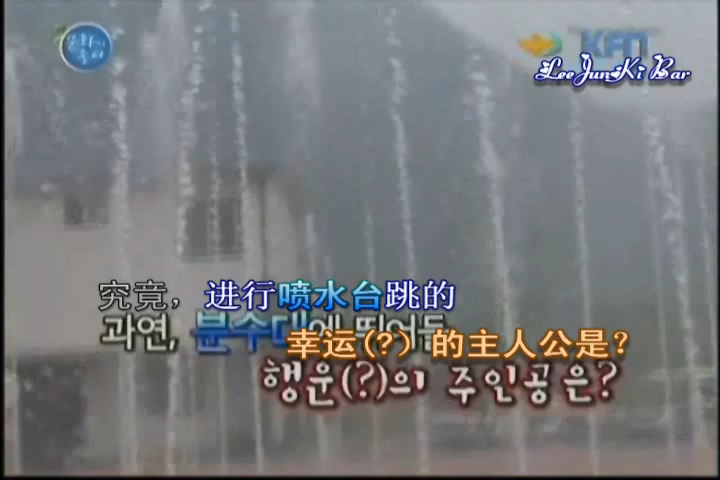 KFN
LeeJunKi Bar
究竟，进行喷水台跳的
과연, 분수대에 뛰어들
幸运(?）的主人公是？
행운(?)의 주인공은?